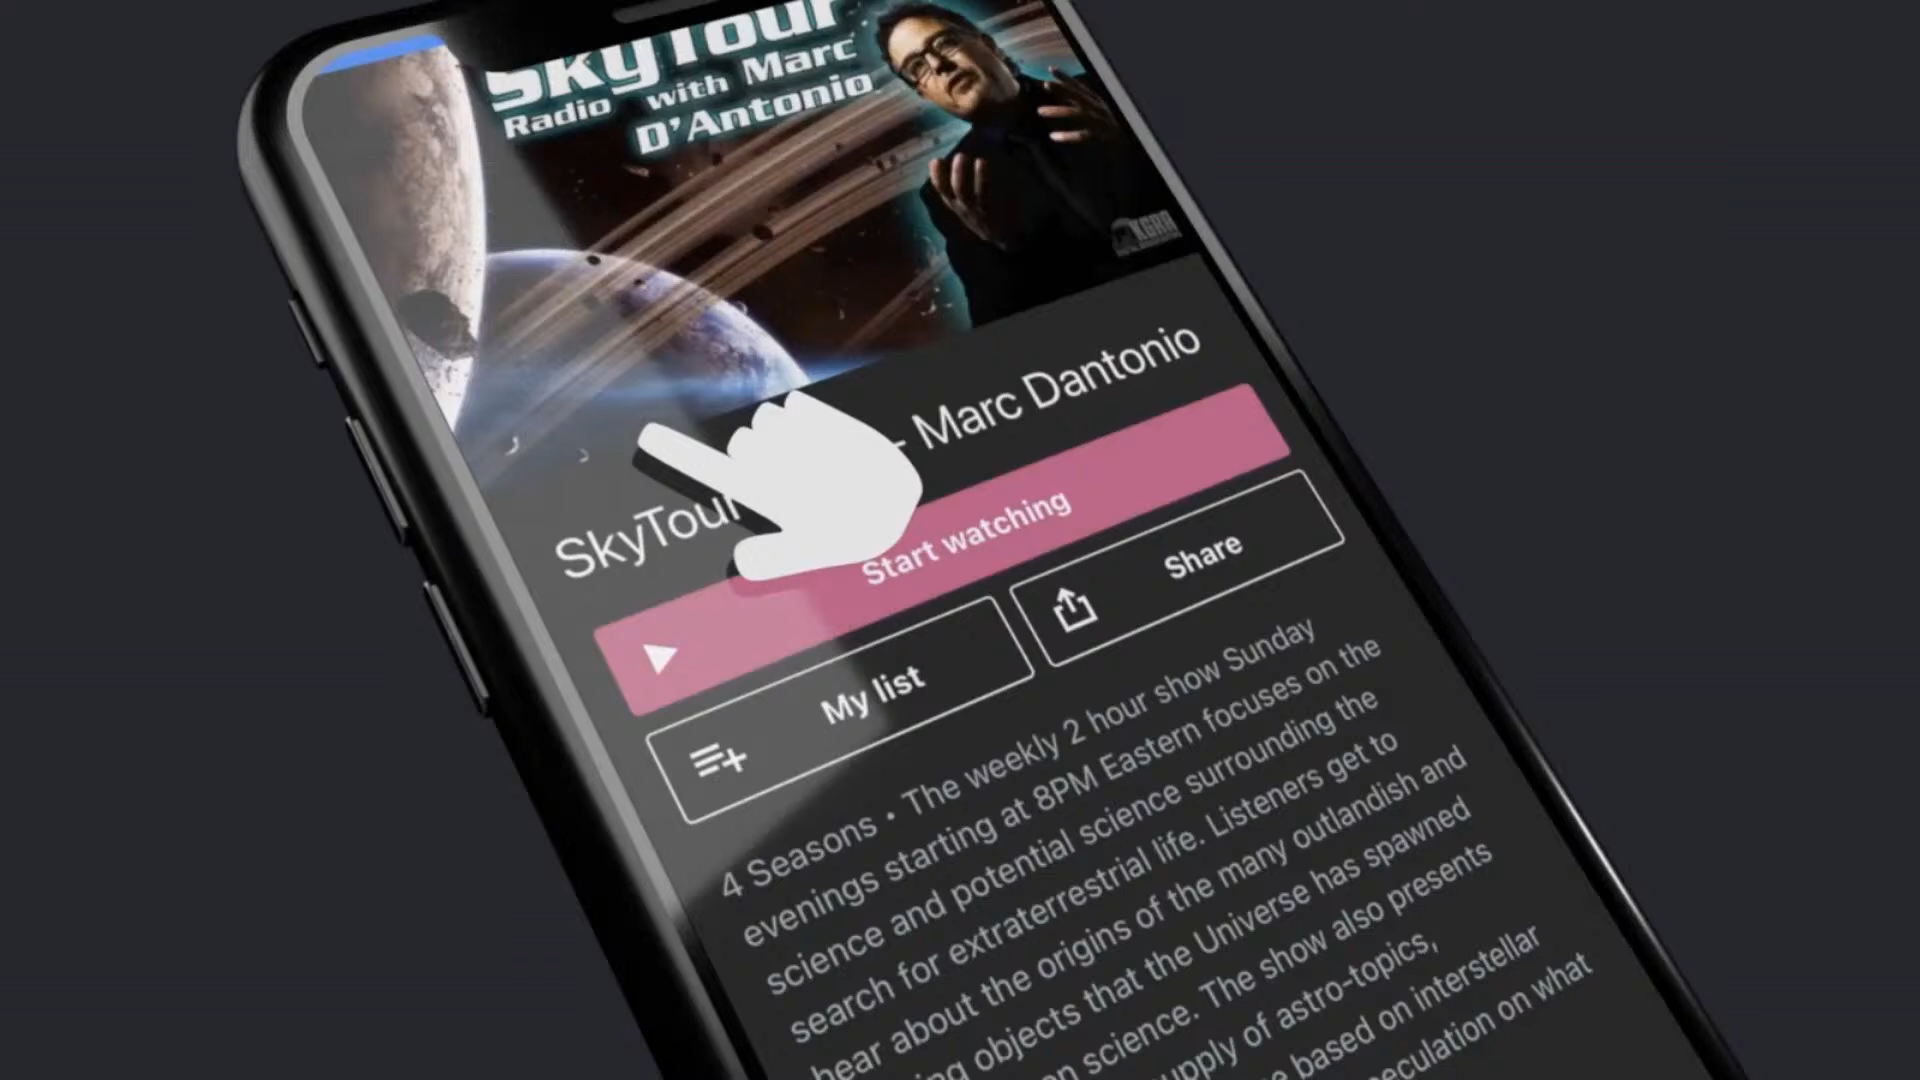 SkyTour
Radio with Marc
D'Antonio
KGRA
SkyTour - Marc Dantonio
Start watching
My list
Share
4 Seasons • The weekly 2 hour show Sunday
evenings starting at 8PM Eastern focuses on the
science and potential science surrounding the
search for extraterrestrial life. Listeners get to
hear about the origins of the many outlandish and
objects that the Universe has spawned
science. The show also presents
supply of astro-topics,
based on interstellar
speculation on what